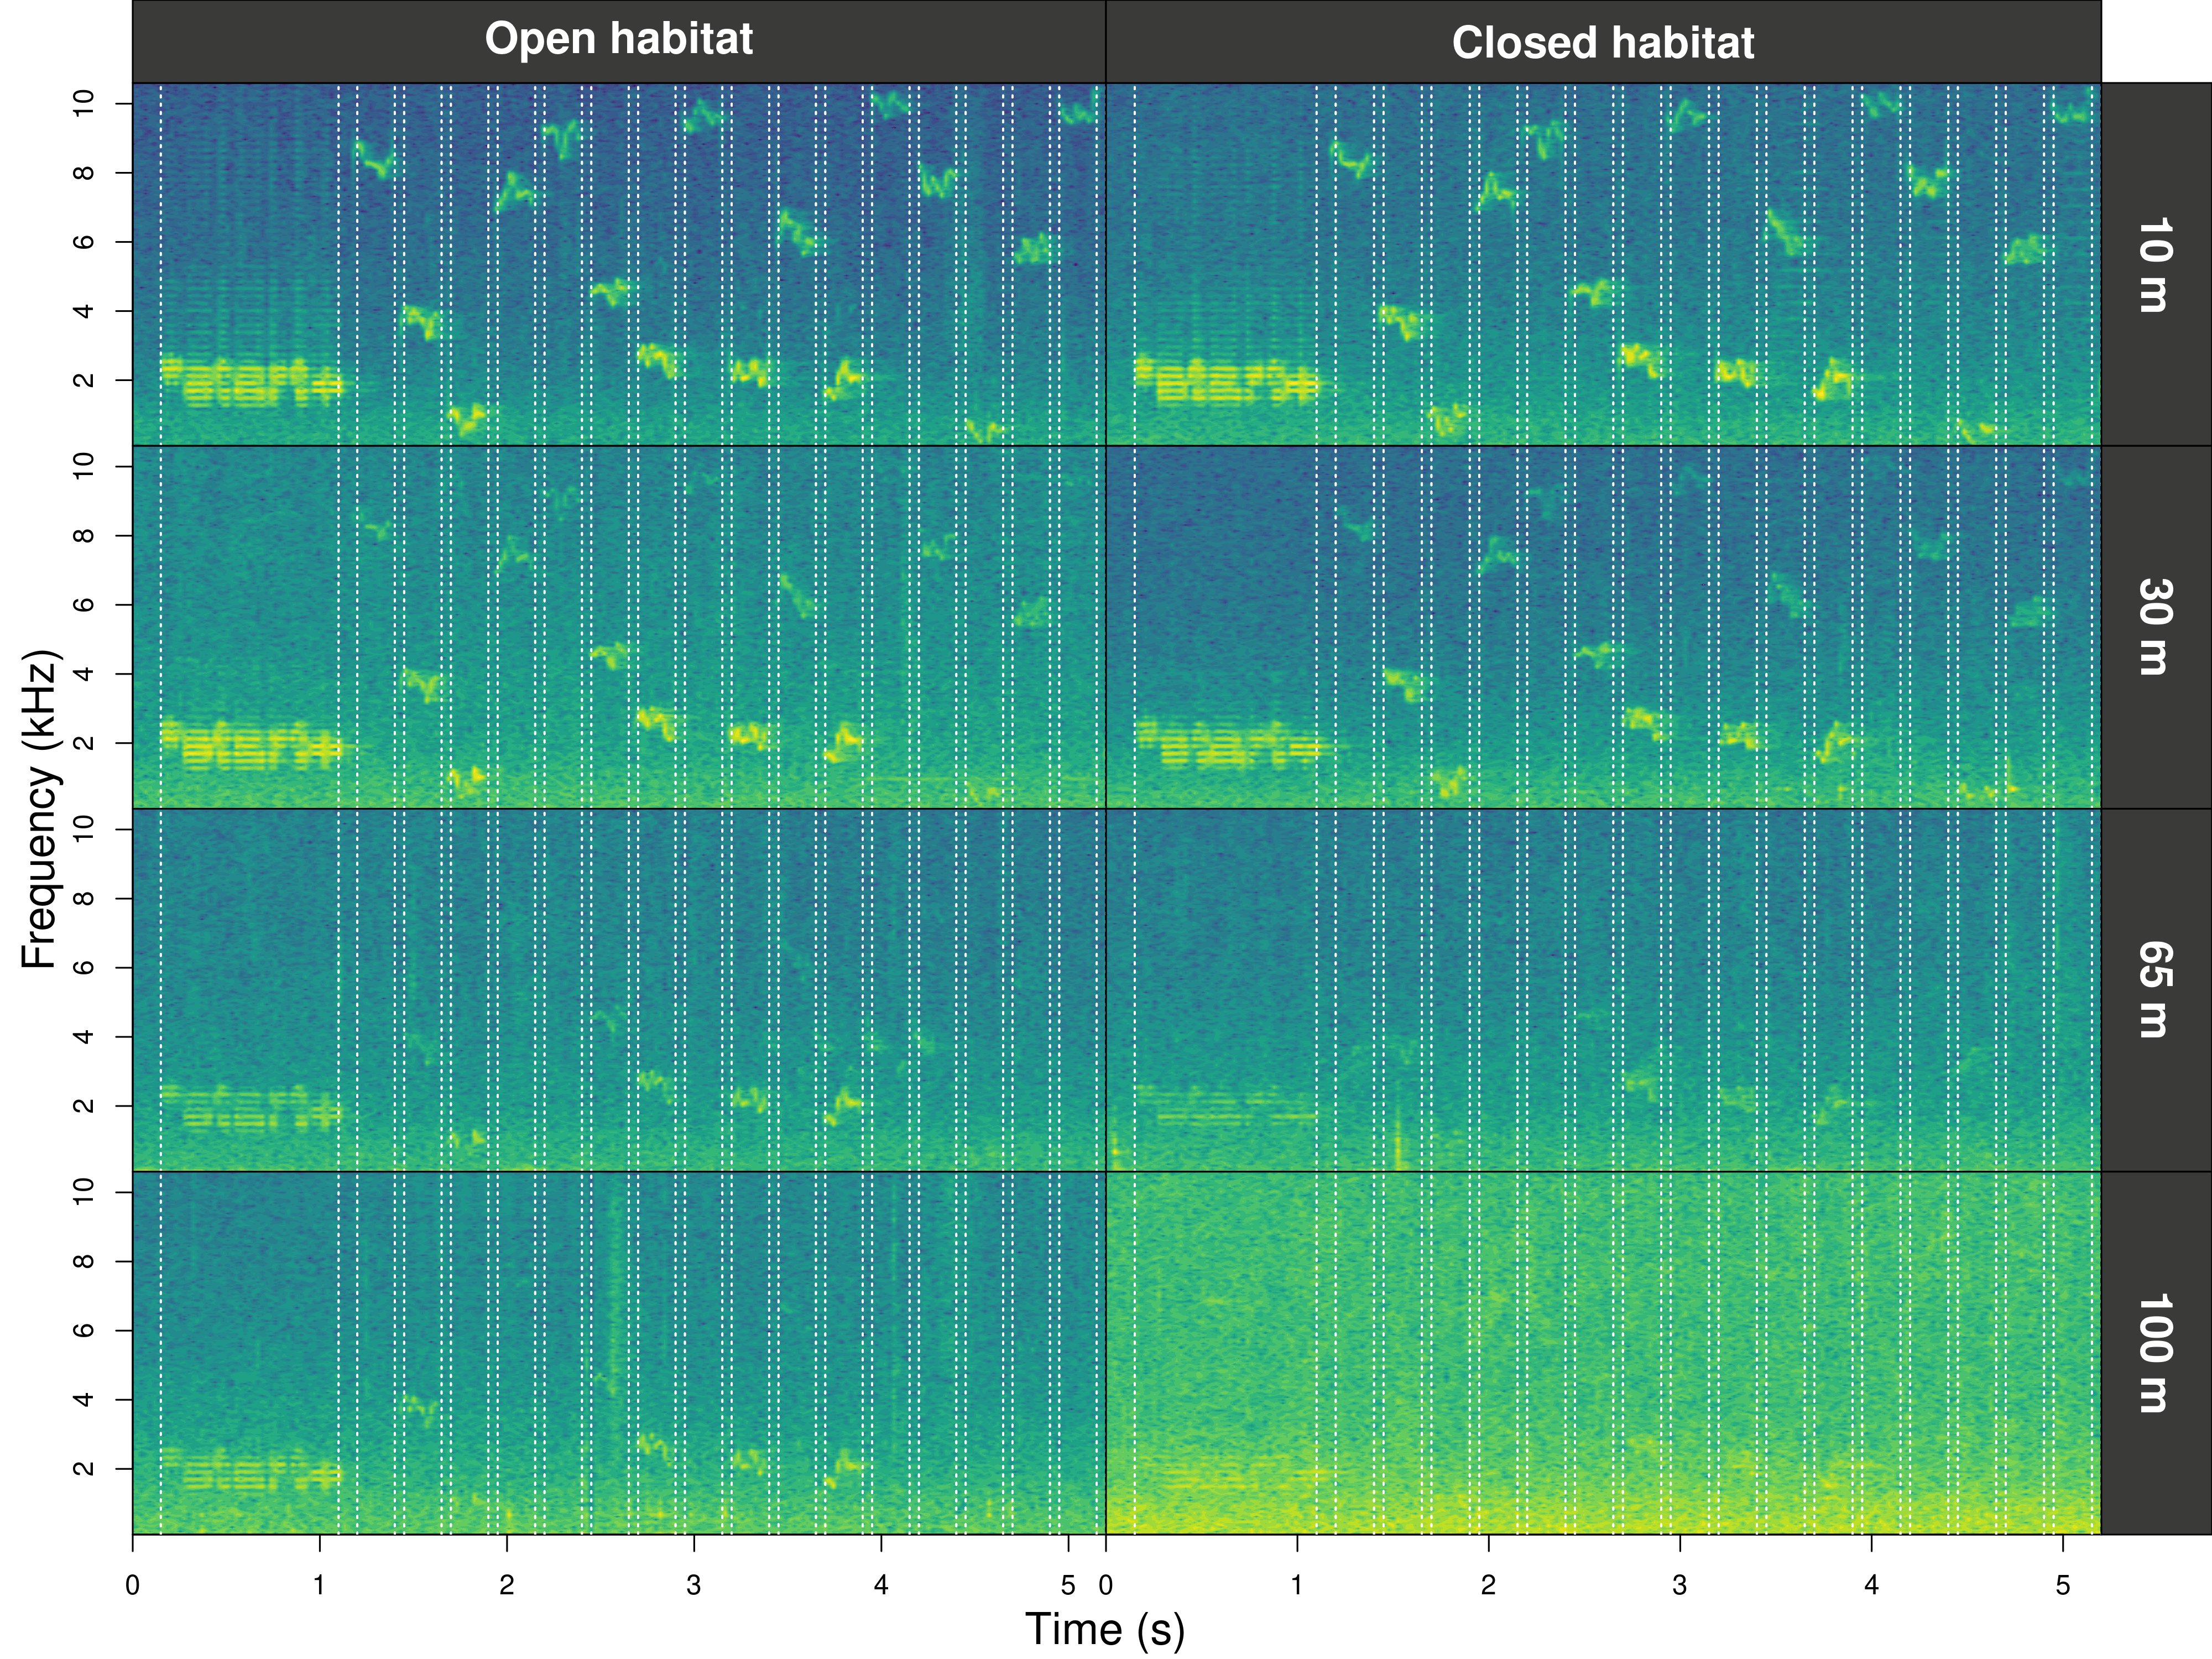 Open habitat Closed habitat
10 8 6 4 2 10 m
10 8 6 4 2 30 m
Frequency (kHz)
10 8 6 4 2 65 m
10 8 6 4 2 100 m
0 1 2 3 4 5 0 1 2 3 4 5
Time (s)